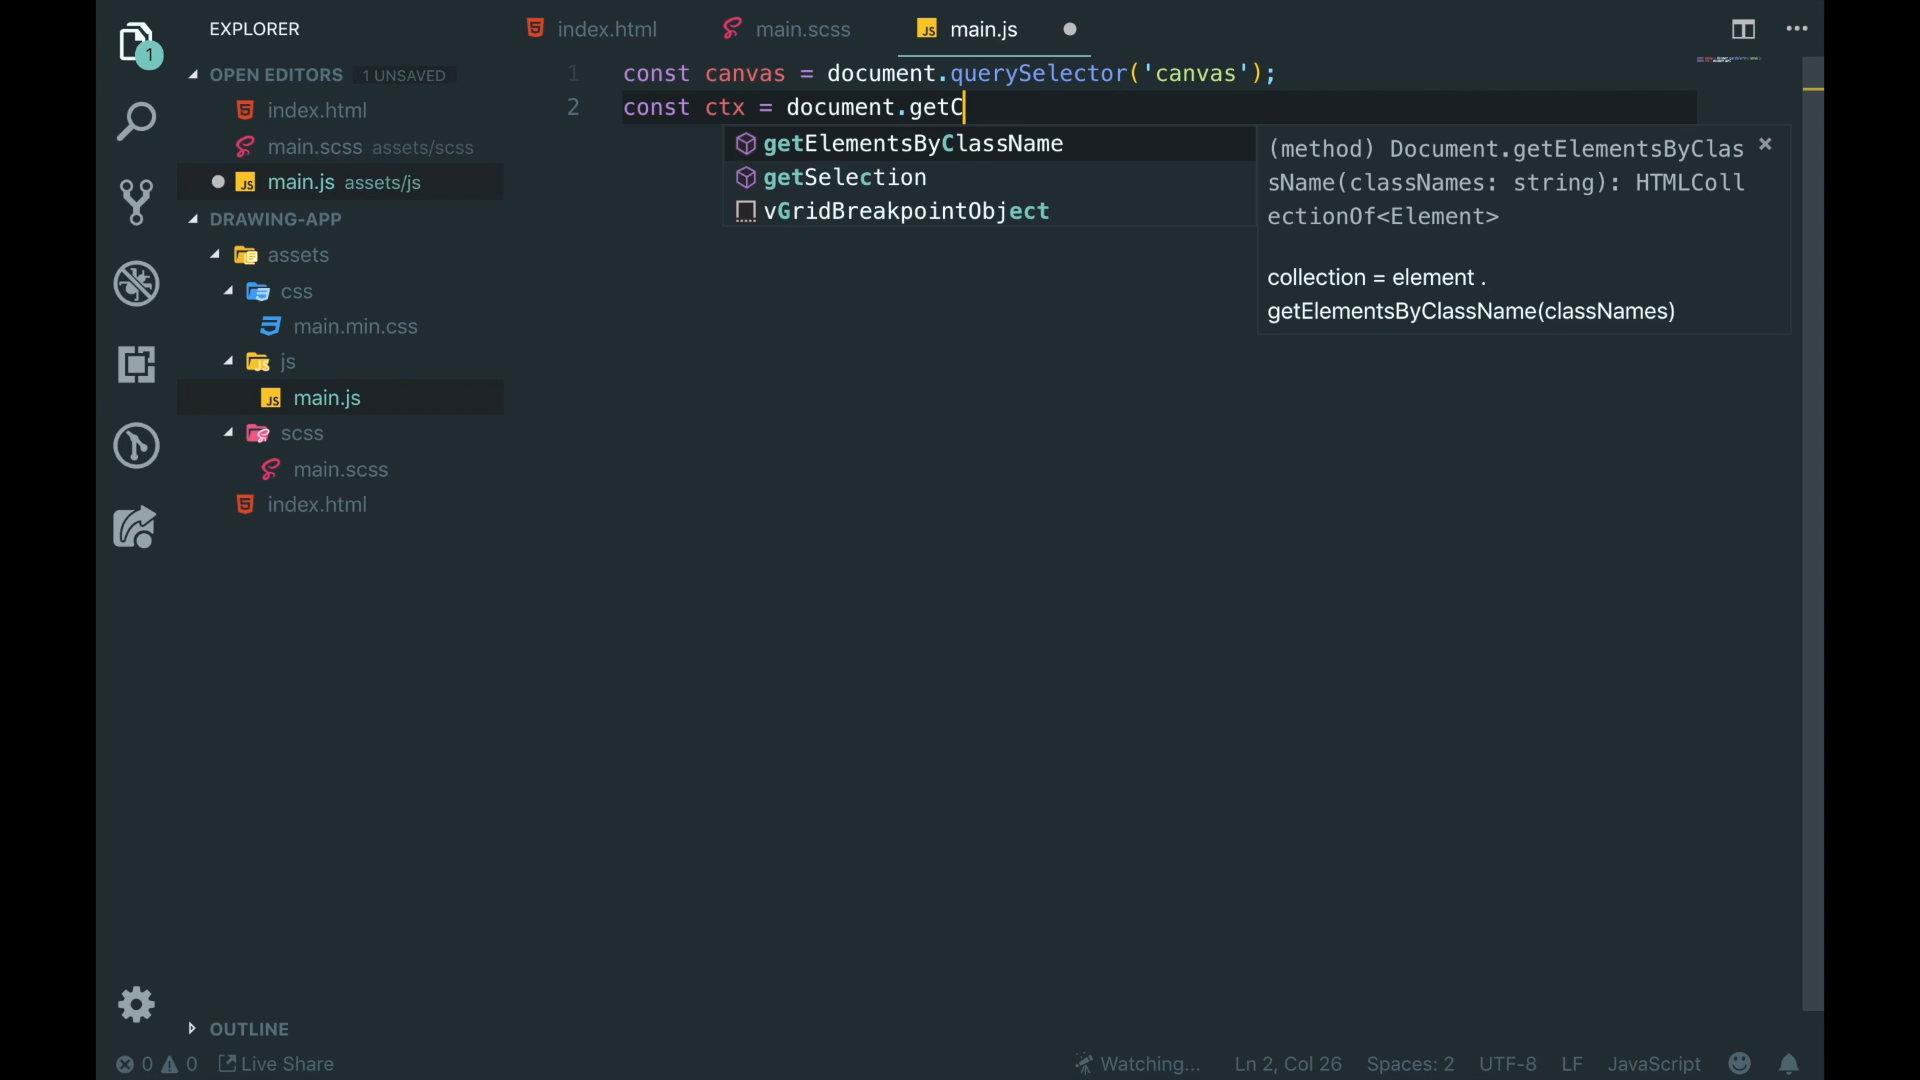 EXPLORER
index.html
main.scss
main.js
1
OPEN EDITORS 1 UNSAVED
index.html
main.scss assets/scss
main.js assets/js
DRAWING-APP
assets
css
main.min.css
js
main.js
scss
main.scss
index.html
OUTLINE
1 const canvas = document.querySelector('canvas');
2 const ctx = document.getC
getElementsByClassName
getSelection
vGridBreakpointObject
(method) Document.getElementsByClas
sName(classNames: string): HTMLColl
ectionOf<Element>
collection = element .
getElementsByClassName(classNames)
0 0 Live Share
Watching... Ln 2, Col 26 Spaces: 2 UTF-8 LF JavaScript